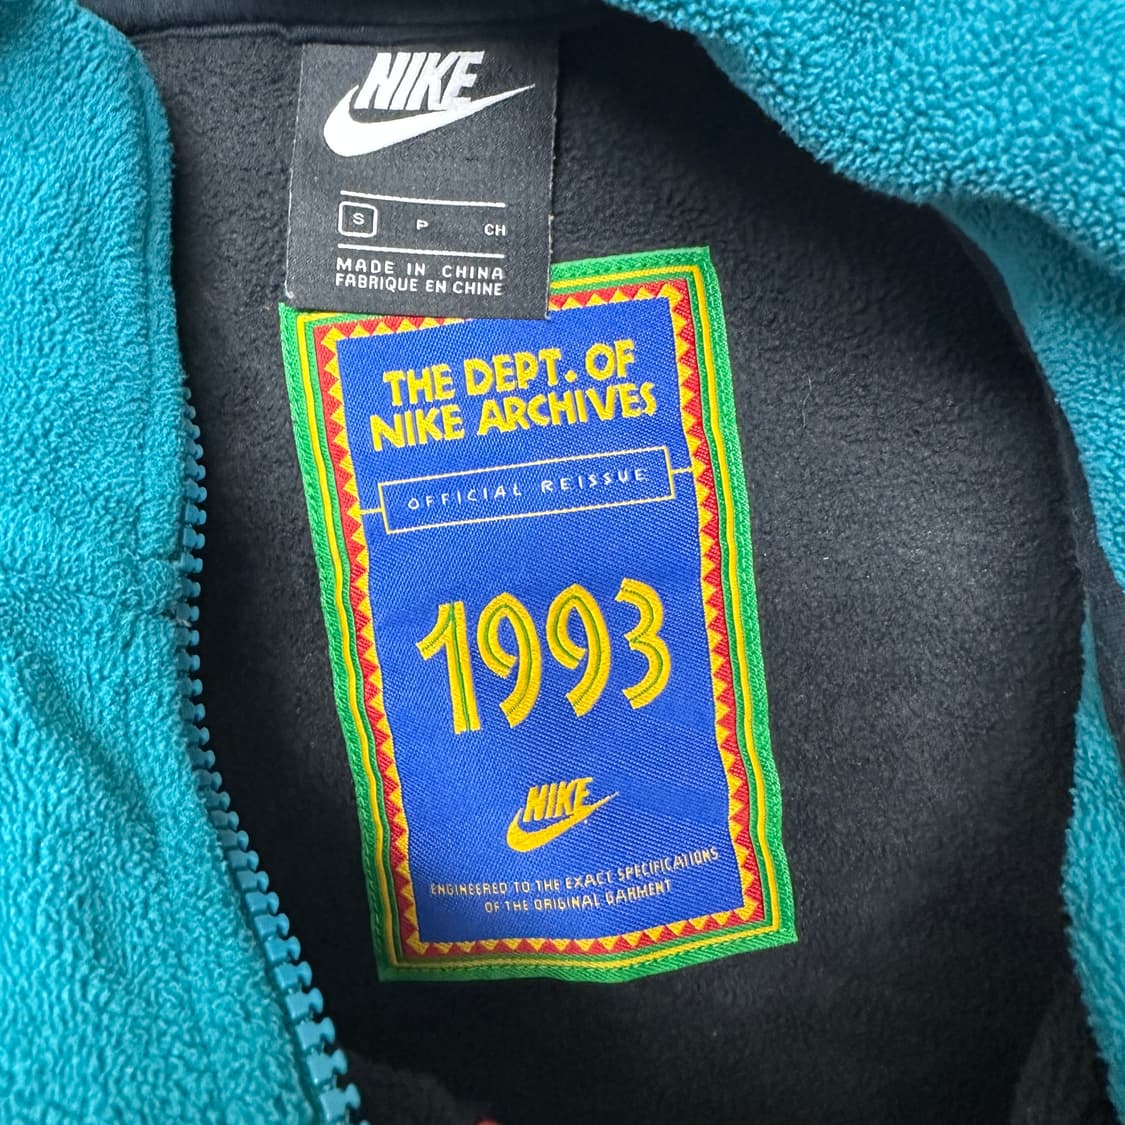 NIKE
S P CH
MADE IN CHINA
FABRIQUE EN CHINE
THE DEPT. OF
NIKE ARCHIVES
OFFICIAL REISSUE
1993
NIKE
ENGINEERED TO THE EXACT SPECIFICATIONS
OF THE ORIGINAL GARMENT